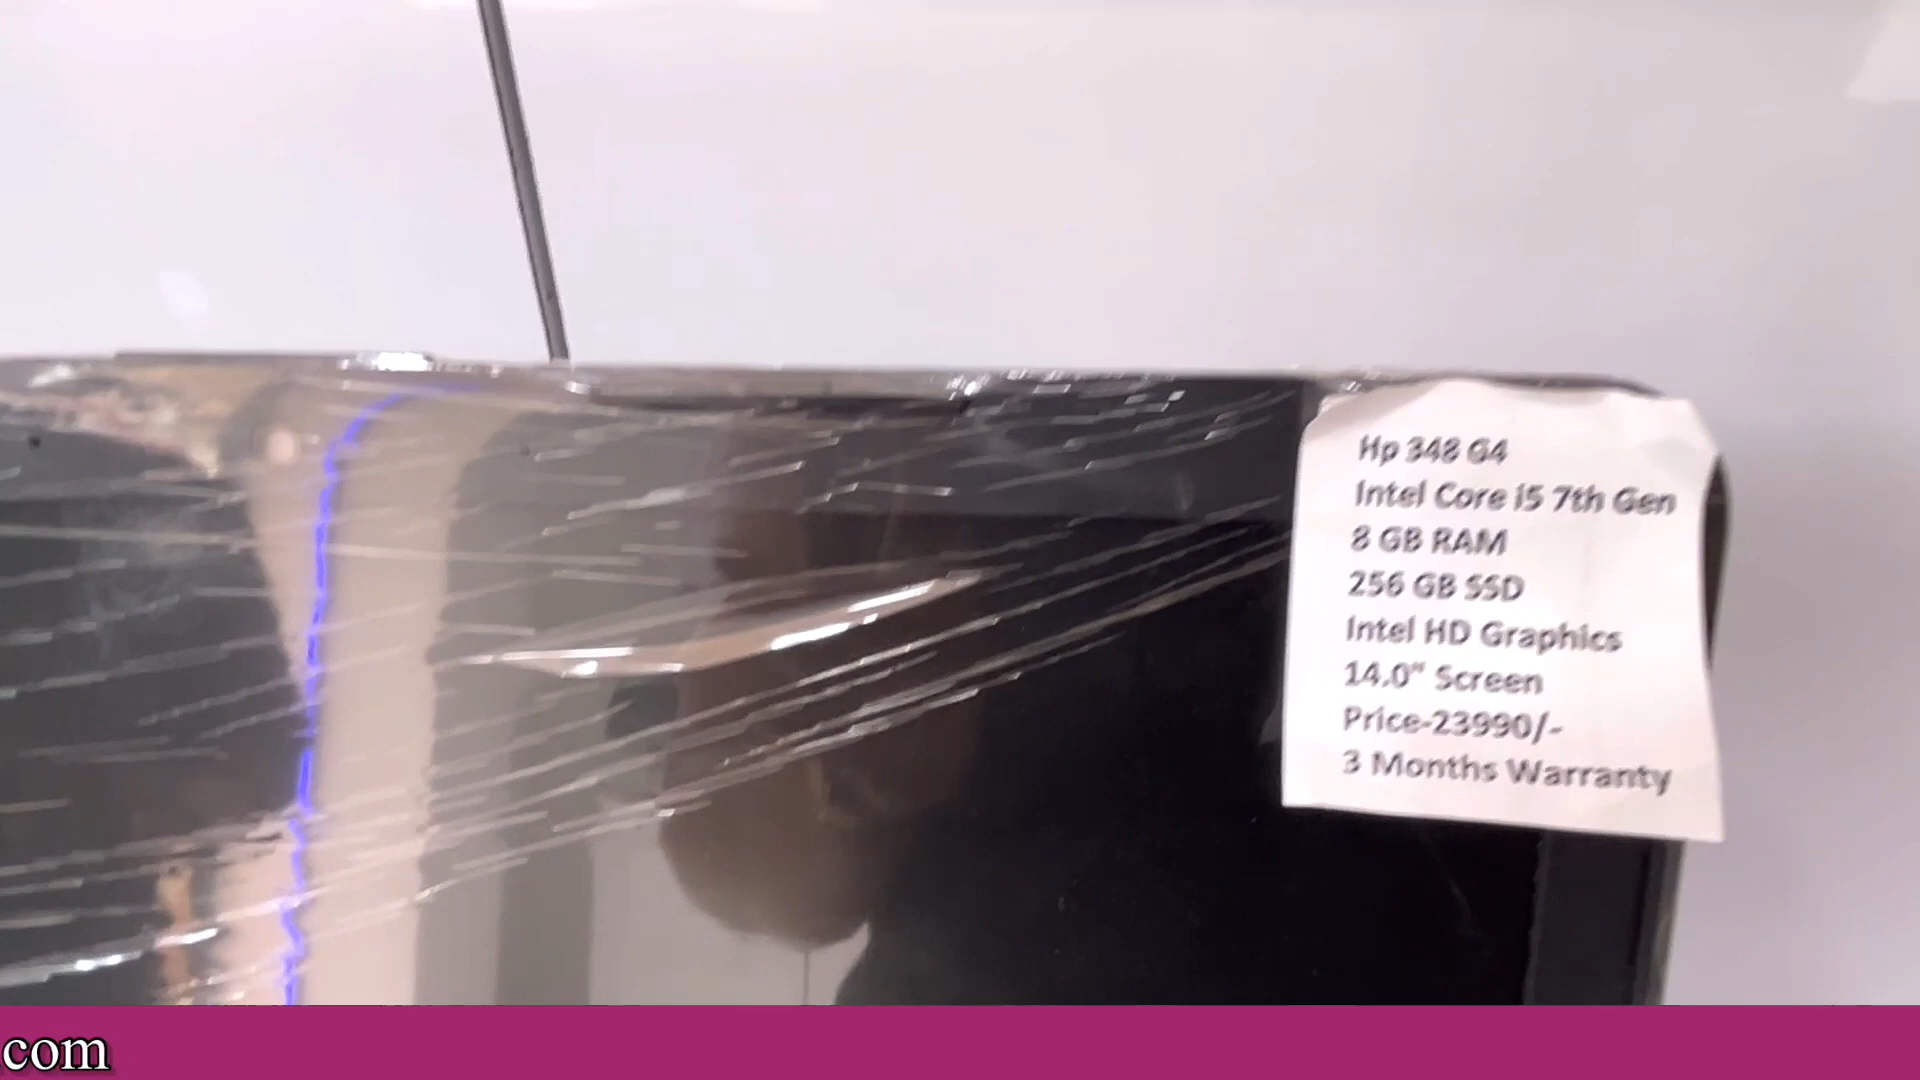 Hp 348 G4
Intel Core i5 7th Gen
8 GB RAM
256 GB SSD
Intel HD Graphics
14.0" Screen
Price-23990/-
3 Months Warranty
com